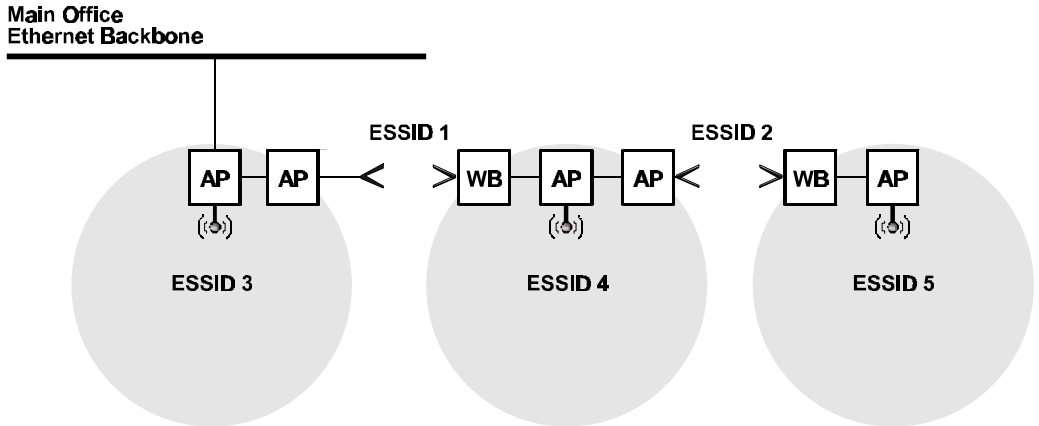 Main Office
Ethernet Backbone
ESSID 1
ESSID 2
AP
AP
WB
AP
AP
WB
AP
ESSID 3
ESSID 4
ESSID 5